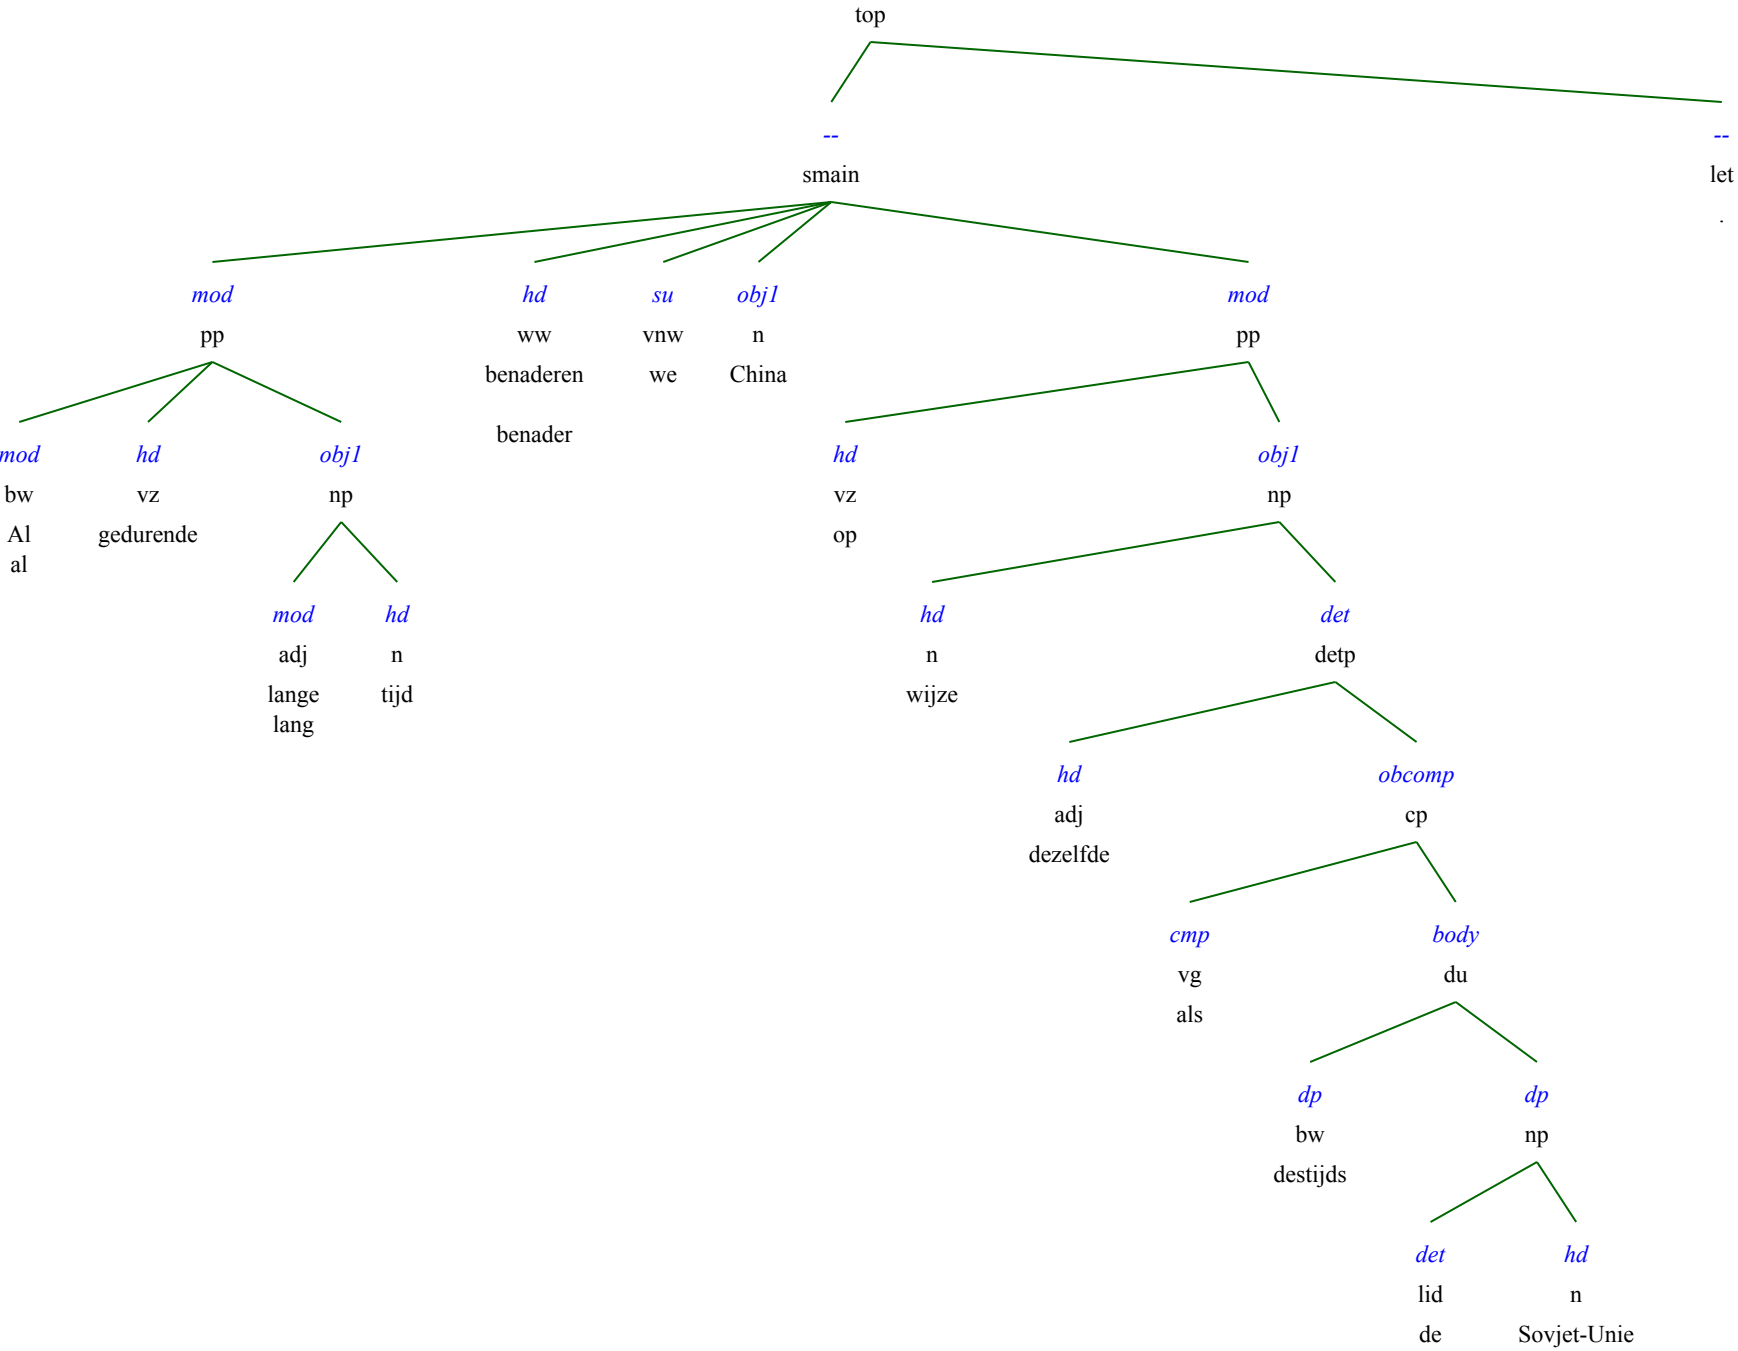 top
-- --
smain let
.
mod hd su obj1 mod
pp ww vnw n pp
benaderen we China
benader
mod hd obj1 hd obj1
bw vz np vz np
Al gedurende op
al
mod hd hd det
adj n n detp
lange tijd wijze
lang
hd obcomp
adj cp
dezelfde
cmp body
vg du
als
dp dp
bw np
destijds
det hd
lid n
de Sovjet-Unie